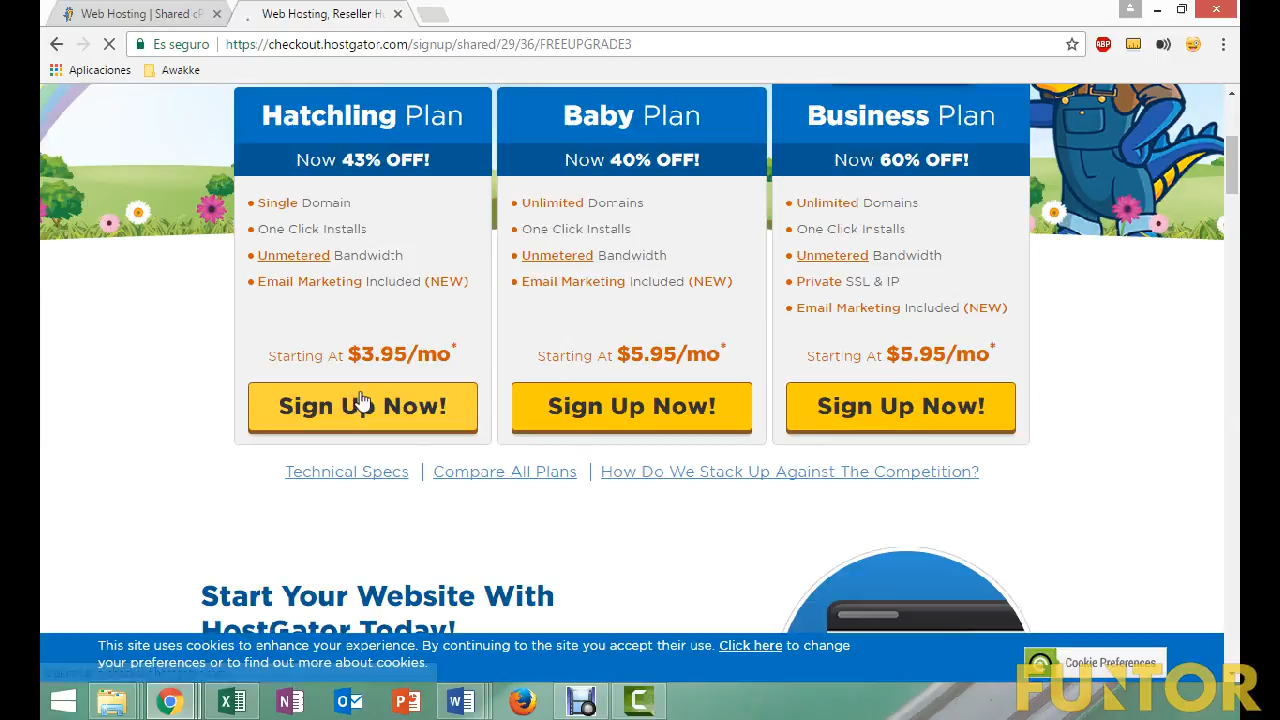 Web Hosting | Shared cP
Web Hosting, Reseller H
Es seguro
https://checkout.hostgator.com/signup/shared/29/36/FREEUPGRADE3
ABP
Aplicaciones
Awakke
Hatchling Plan
Now 43% OFF!
Single Domain
One Click Installs
Unmetered Bandwidth
Email Marketing Included (NEW)
Starting At $3.95/mo*
Sign Up Now!
Baby Plan
Now 40% OFF!
Unlimited Domains
One Click Installs
Unmetered Bandwidth
Email Marketing Included (NEW)
Starting At $5.95/mo*
Sign Up Now!
Business Plan
Now 60% OFF!
Unlimited Domains
One Click Installs
Unmetered Bandwidth
Private SSL & IP
Email Marketing Included (NEW)
Starting At $5.95/mo*
Sign Up Now!
Technical Specs | Compare All Plans | How Do We Stack Up Against The Competition?
Start Your Website With
HostGator Today!
This site uses cookies to enhance your experience. By continuing to the site you accept their use. Click here to change
your preferences or to find out more about cookies.
Cookie Preferences
FUNTOR